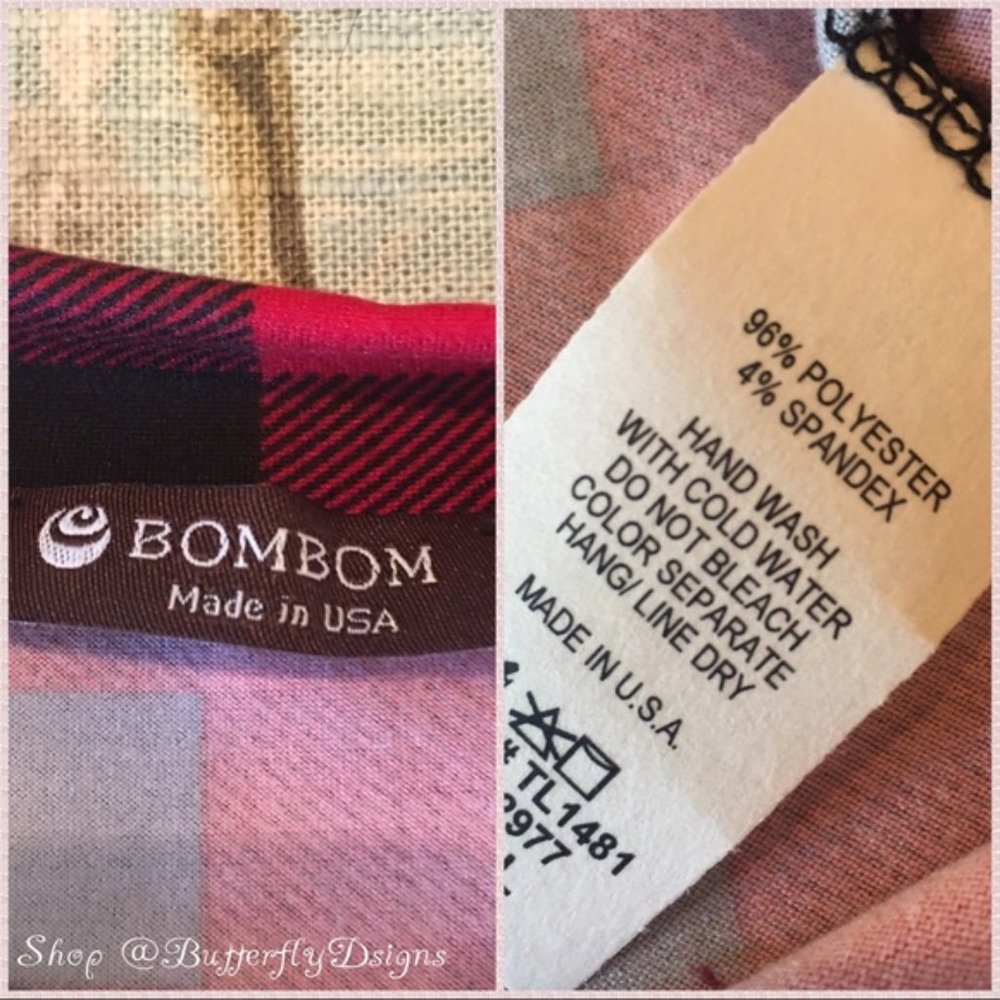 BOMBOM
Made in USA
96% POLYESTER
4% SPANDEX
HAND WASH
WITH COLD WATER
DO NOT BLEACH
COLOR SEPARATE
HANG/ LINE DRY
MADE IN U.S.A.
# TL1481
2977
Shop @ButterflyDsigns